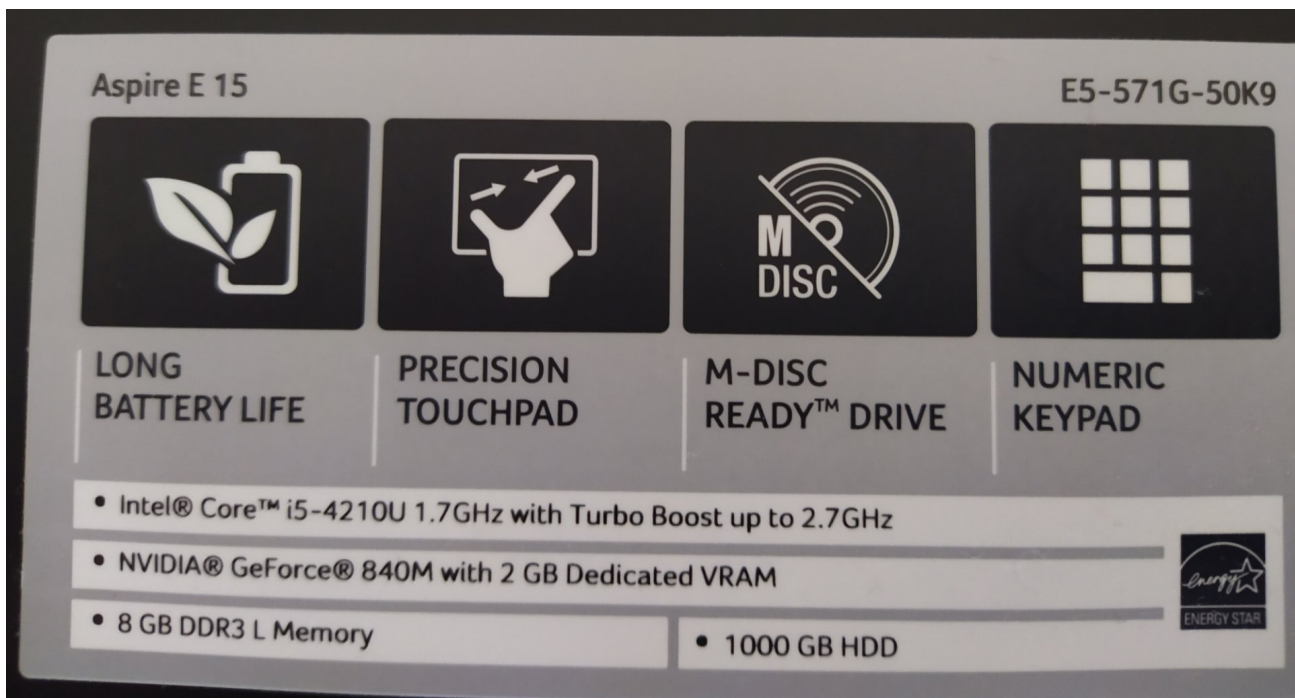 Aspire E 15
E5-571G-50K9
M
DISC
LONG
BATTERY LIFE
PRECISION
TOUCHPAD
M-DISC
READY™ DRIVE
NUMERIC
KEYPAD
• Intel® Core™ i5-4210U 1.7GHz with Turbo Boost up to 2.7GHz
• NVIDIA® GeForce® 840M with 2 GB Dedicated VRAM
• 8 GB DDR3 L Memory
• 1000 GB HDD
energy
ENERGY STAR